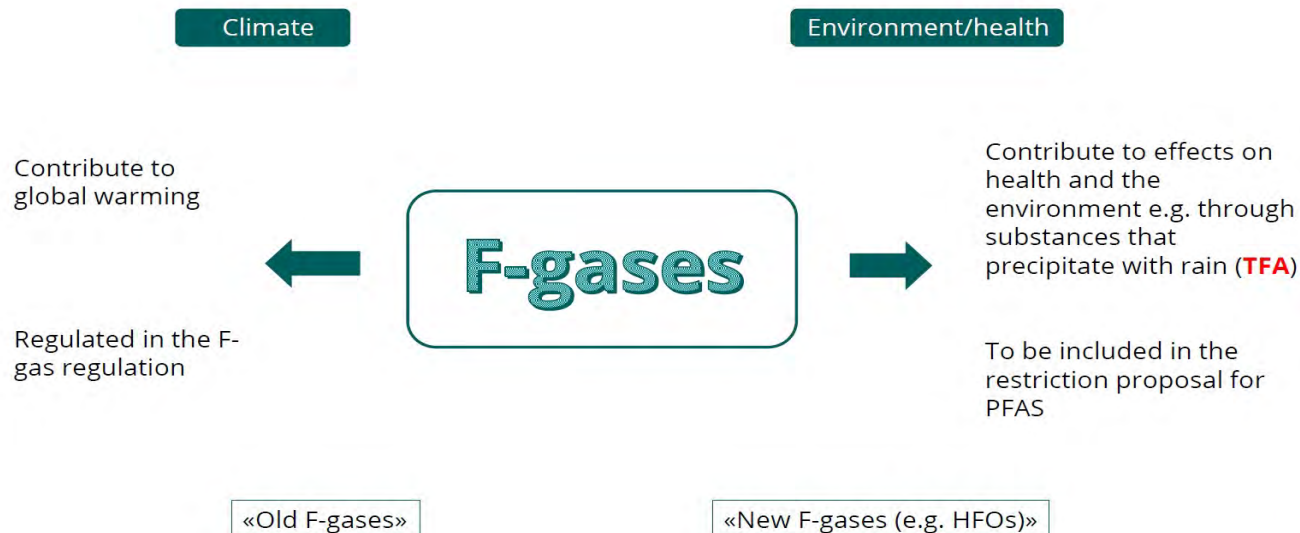 Climate
Environment/health
Contribute to
global warming
Regulated in the F-
gas regulation
F-gases
Contribute to effects on
health and the
environment e.g. through
substances that
precipitate with rain (TFA)
To be included in the
restriction proposal for
PFAS
«Old F-gases»
«New F-gases (e.g. HFOs)»